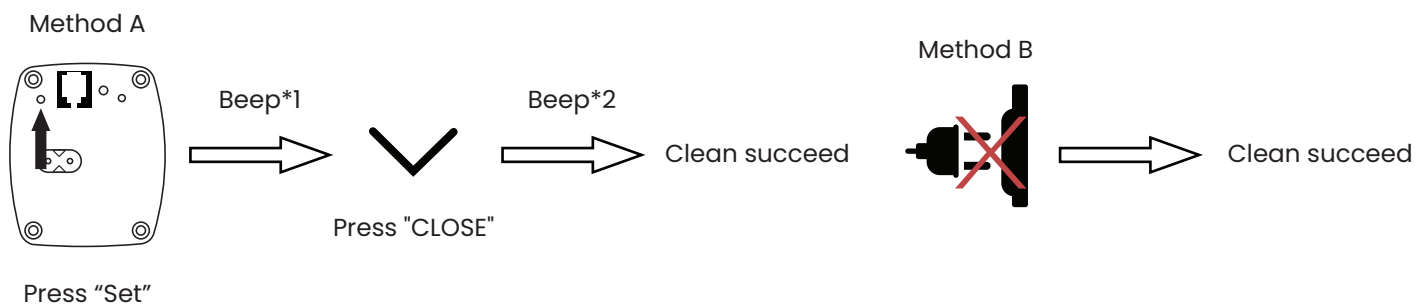 Method A
Press “Set”
Beep*1
Press "CLOSE"
Beep*2
Clean succeed
Method B
Clean succeed